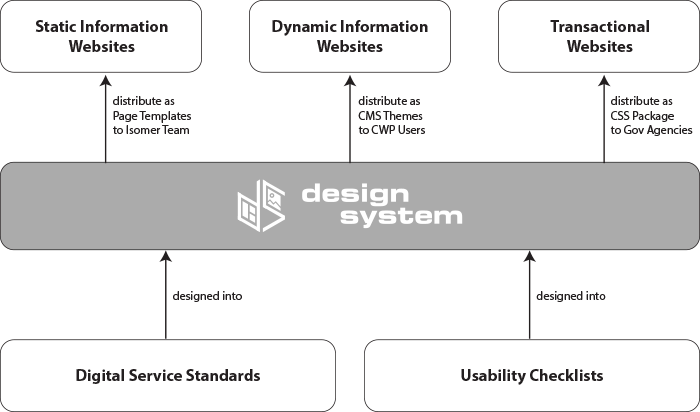 Static Information
Websites
Dynamic Information
Websites
Transactional
Websites
distribute as
Page Templates
to Isomer Team
distribute as
CMS Themes
to CWP Users
distribute as
CSS Package
to Gov Agencies
design
system
designed into
designed into
Digital Service Standards
Usability Checklists